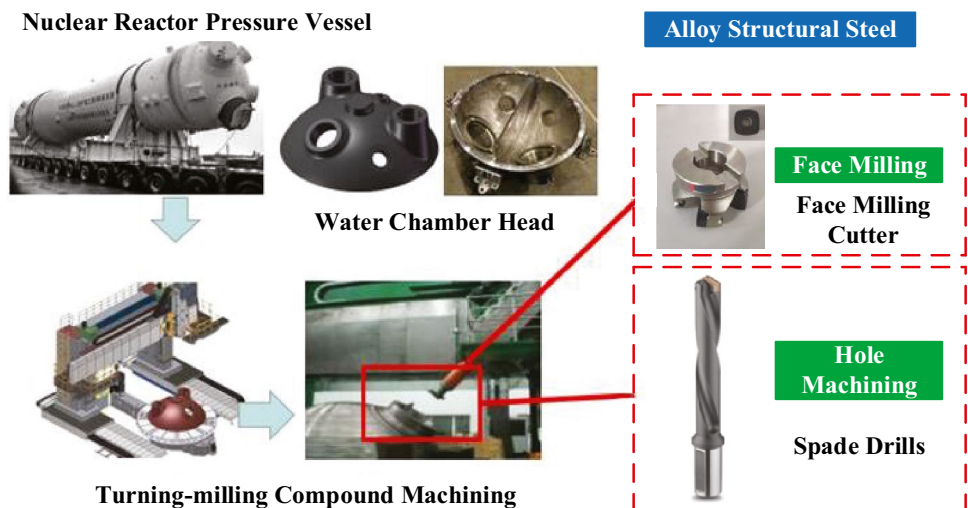 Nuclear Reactor Pressure Vessel
Alloy Structural Steel
Water Chamber Head
Face Milling
Face Milling
Cutter
Hole
Machining
Spade Drills
Turning-milling Compound Machining